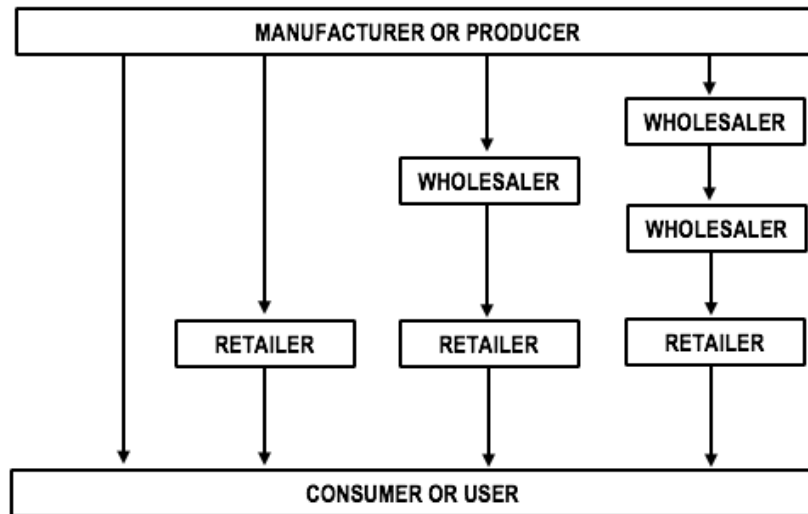 MANUFACTURER OR PRODUCER
WHOLESALER
WHOLESALER
WHOLESALER
RETAILER
RETAILER
RETAILER
CONSUMER OR USER